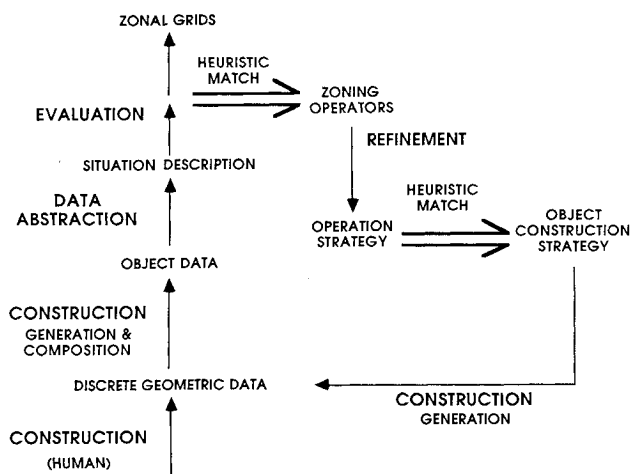 ZONAL GRIDS
HEURISTIC
MATCH
ZONING
OPERATORS
EVALUATION
REFINEMENT
SITUATION DESCRIPTION
DATA
ABSTRACTION
HEURISTIC
MATCH
OPERATION
STRATEGY
OBJECT
CONSTRUCTION
STRATEGY
OBJECT DATA
CONSTRUCTION
GENERATION &
COMPOSITION
DISCRETE GEOMETRIC DATA
CONSTRUCTION
GENERATION
CONSTRUCTION
(HUMAN)